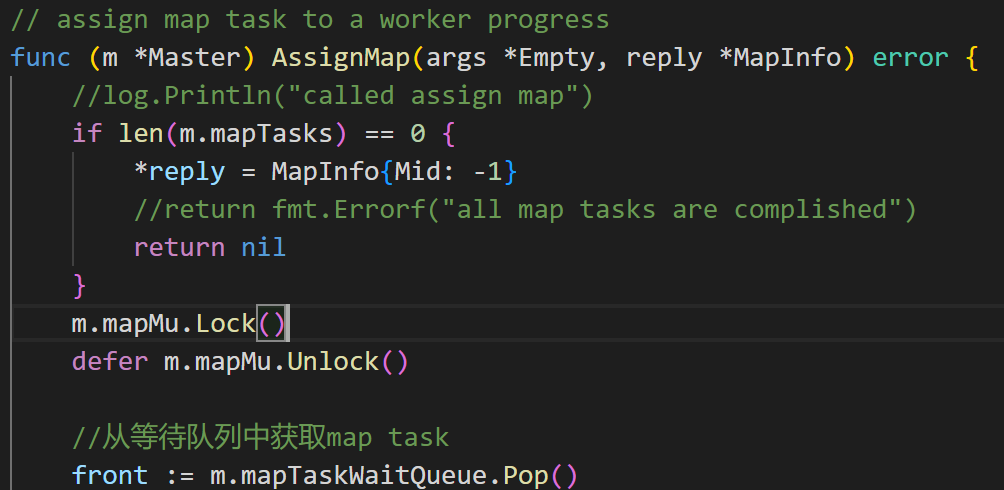 // assign map task to a worker progress
func (m *Master) AssignMap(args *Empty, reply *MapInfo) error {
//log.Println("called assign map")
if len(m.mapTasks) == 0 {
*reply = MapInfo{Mid: -1}
//return fmt.Errorf("all map tasks are complished")
return nil
}
m.mapMu.Lock()
defer m.mapMu.Unlock()
//从等待队列中获取map task
front := m.mapTaskWaitQueue.Pop()